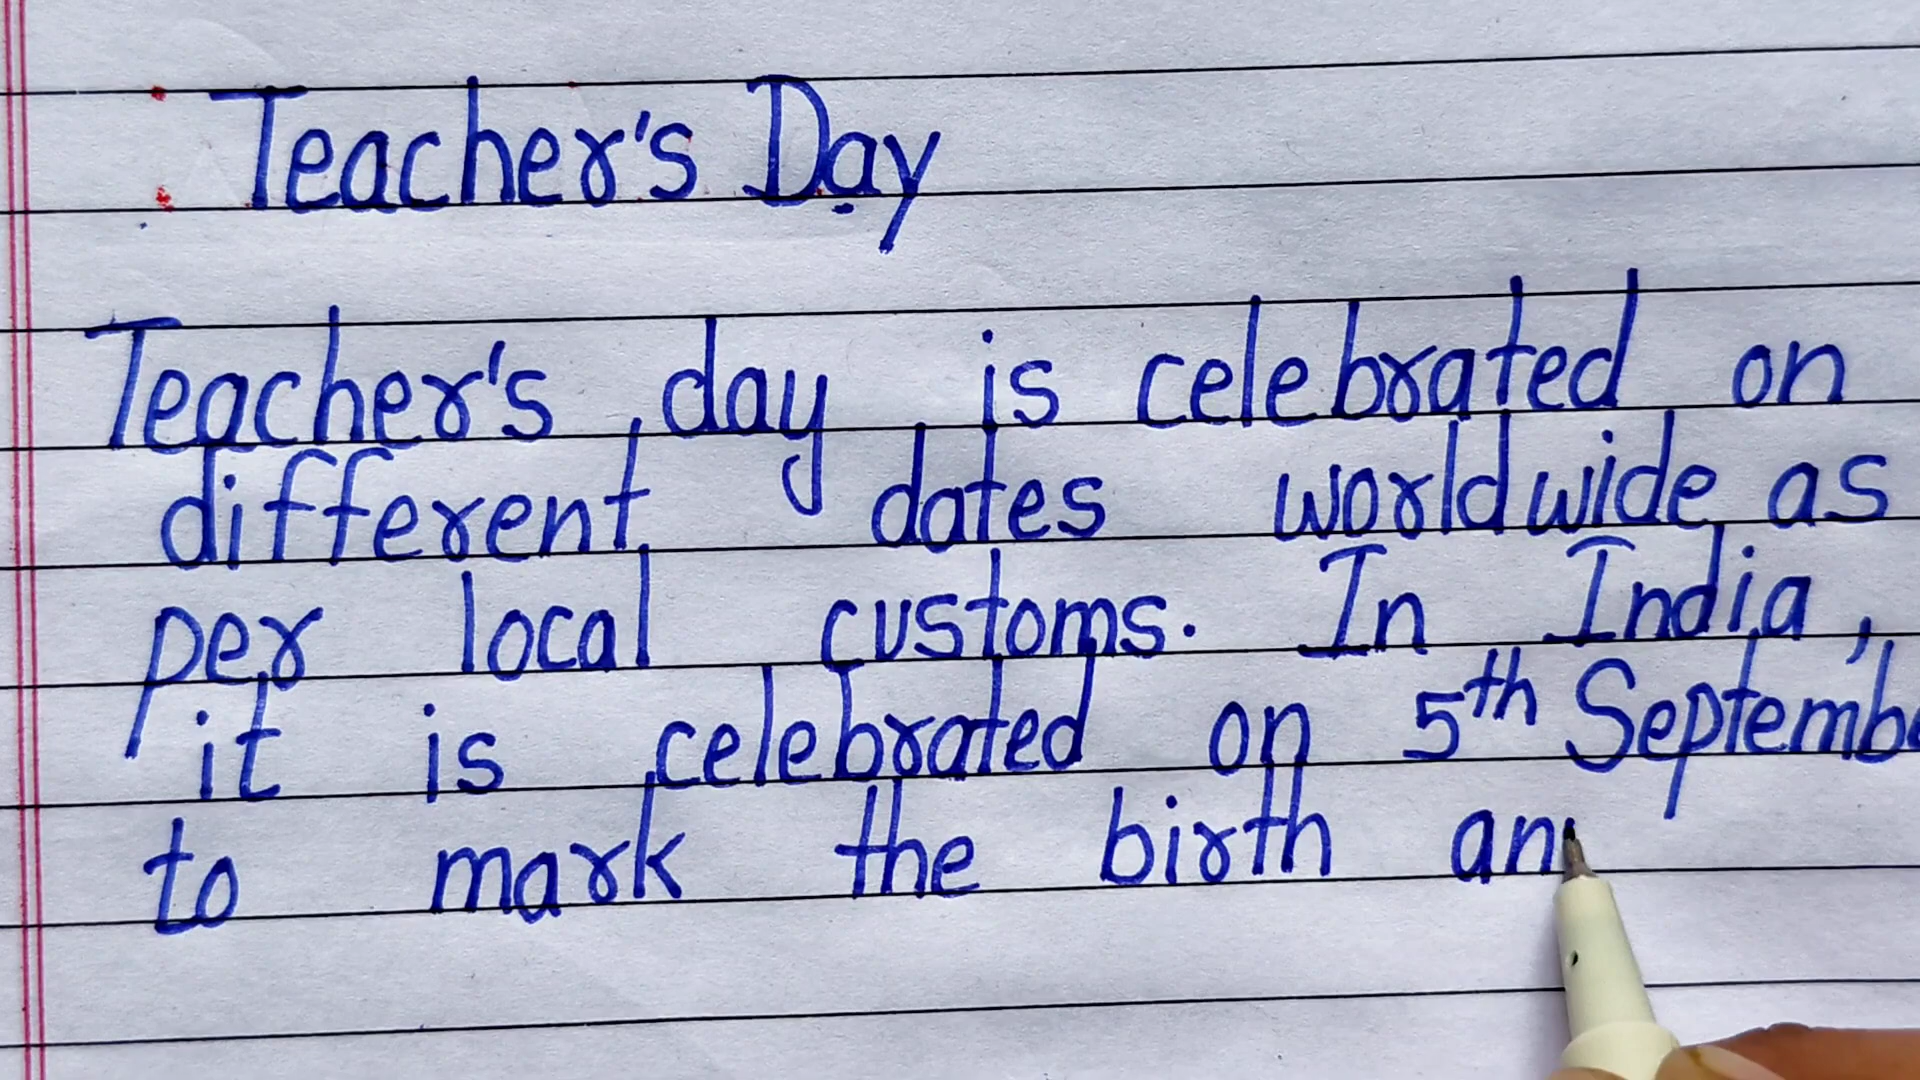 Teacher's Day
Teacher's day is celebrated on
different dates worldwide as
per local customs. In India,
it is celebrated on 5th Septembe
to mark the birth an